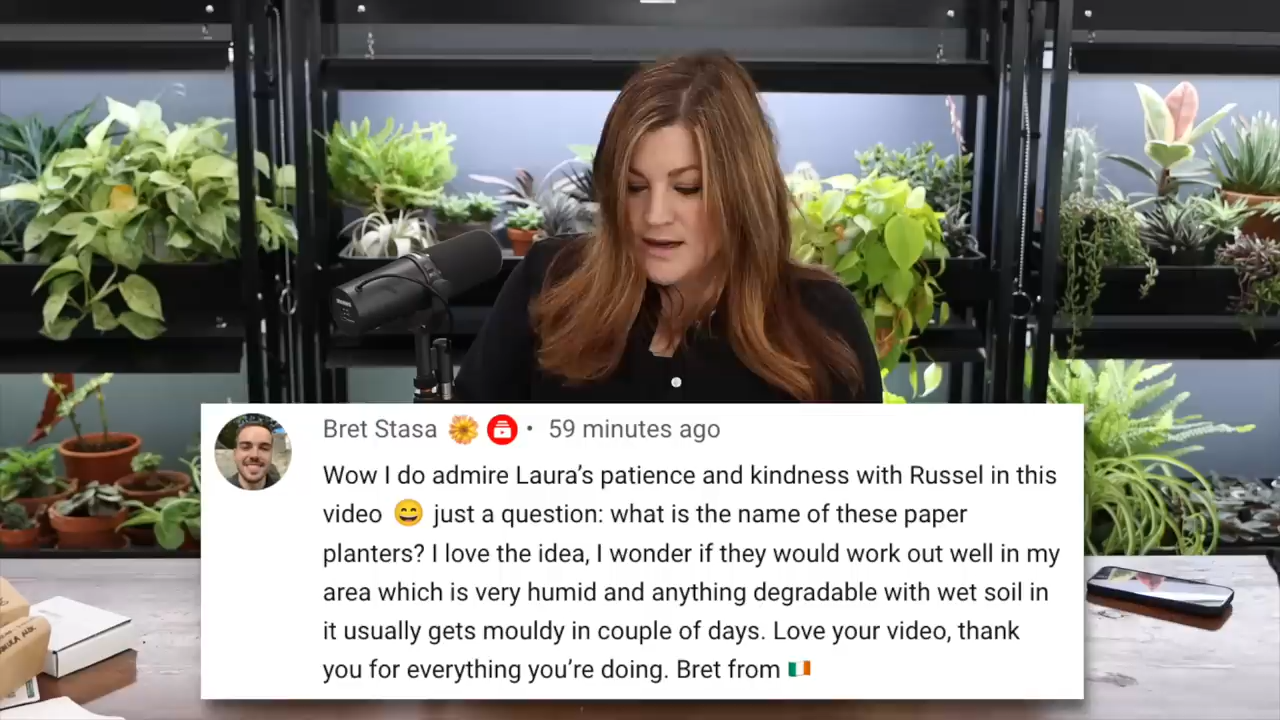 Bret Stasa 🌼 • 59 minutes ago
Wow I do admire Laura’s patience and kindness with Russel in this
video 😄 just a question: what is the name of these paper
planters? I love the idea, I wonder if they would work out well in my
area which is very humid and anything degradable with wet soil in
it usually gets mouldy in couple of days. Love your video, thank
you for everything you’re doing. Bret from 🇮🇪